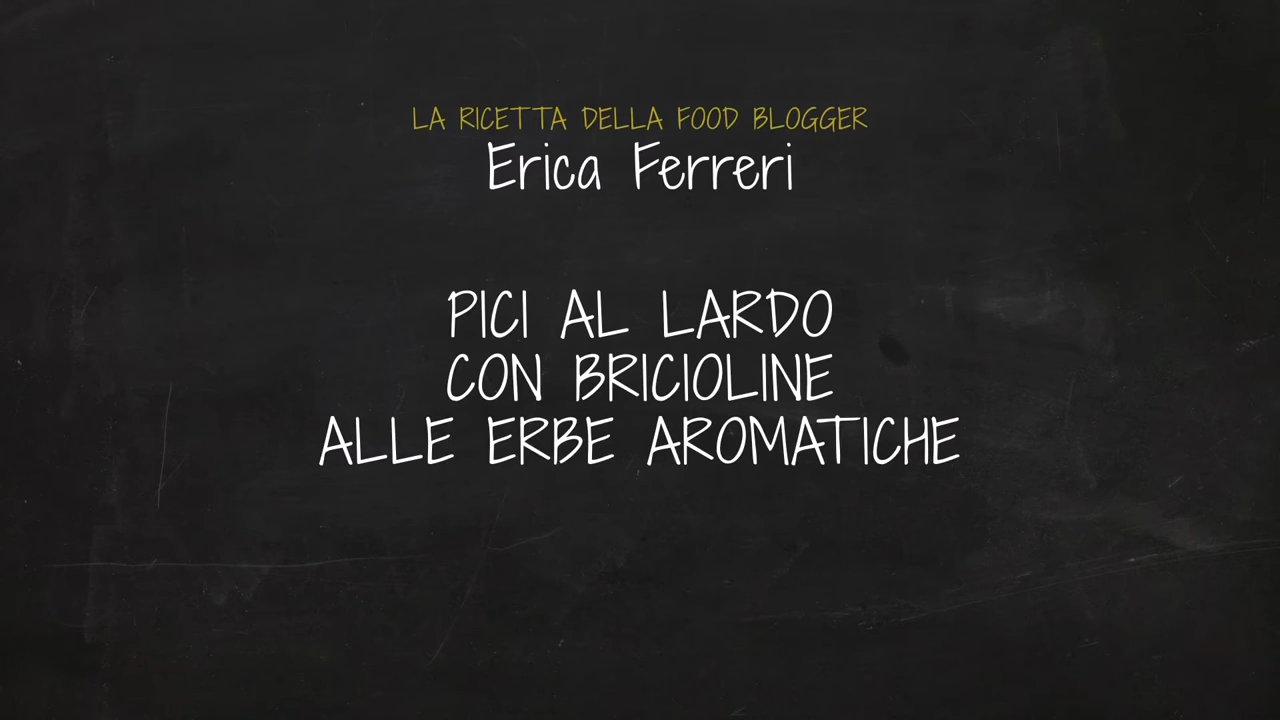 LA RICETTA DELLA FOOD BLOGGER
Erica Ferreri
PICI AL LARDO
CON BRICIOLINE
ALLE ERBE AROMATICHE